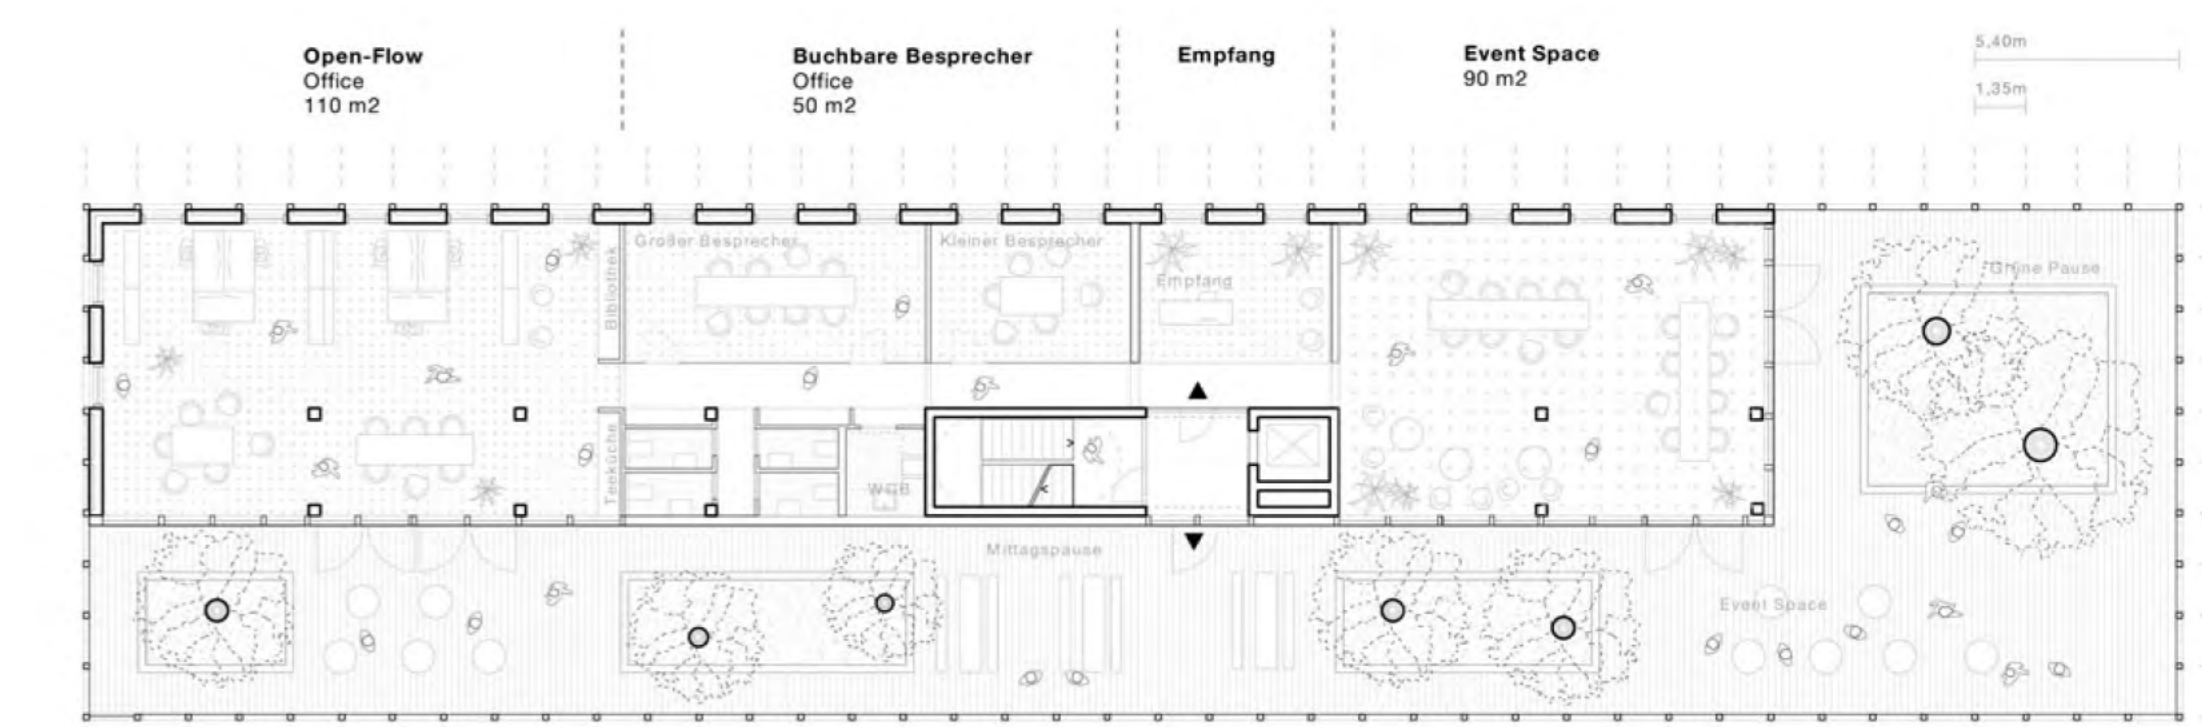 Open-Flow
Office
110 m2
Buchbare Besprecher
Office
50 m2
Empfang
Event Space
90 m2
5,40m
1,35m
Großer Besprecher
Kleiner Besprecher
Bibliothek
Empfang
Grüne Pause
Teeküche
WCB
Mittagspause
Event Space